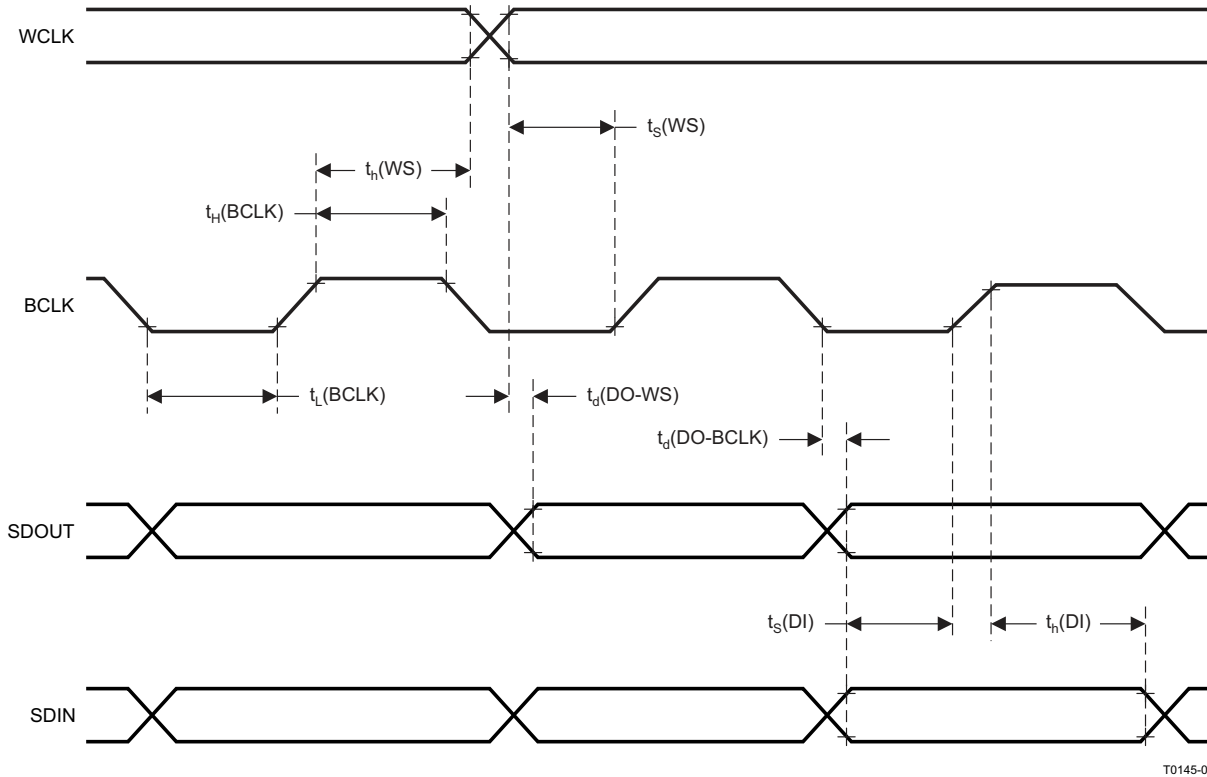 WCLK
tS(WS)
th(WS)
tH(BCLK)
BCLK
tL(BCLK)
td(DO-WS)
td(DO-BCLK)
SDOUT
tS(DI)
th(DI)
SDIN
T0145-0